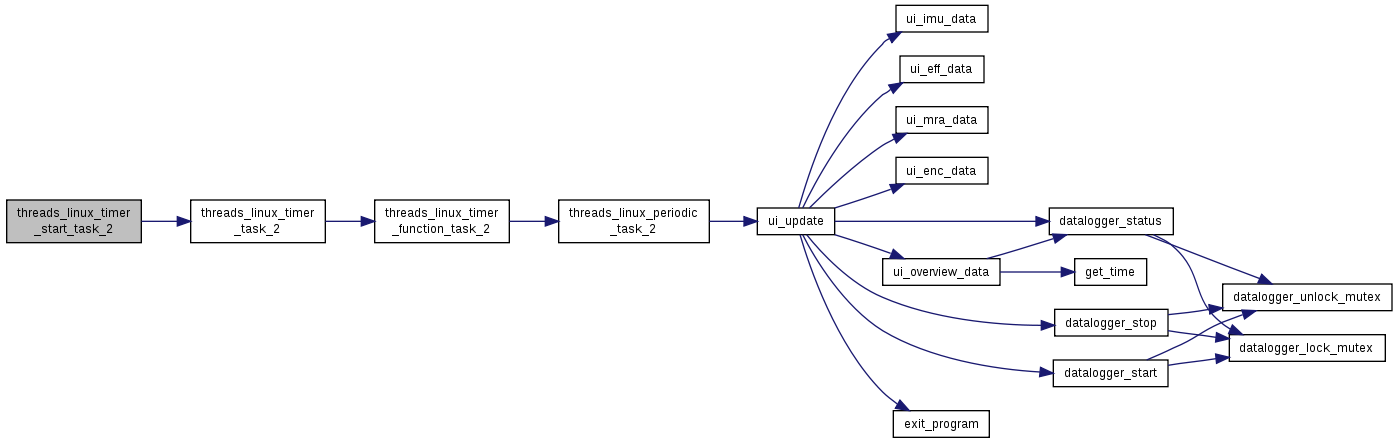 threads_linux_timer
_start_task_2
threads_linux_timer
_task_2
threads_linux_timer
_function_task_2
threads_linux_periodic
_task_2
ui_update
ui_imu_data
ui_eff_data
ui_mra_data
ui_enc_data
datalogger_status
ui_overview_data
get_time
datalogger_unlock_mutex
datalogger_stop
datalogger_lock_mutex
datalogger_start
exit_program